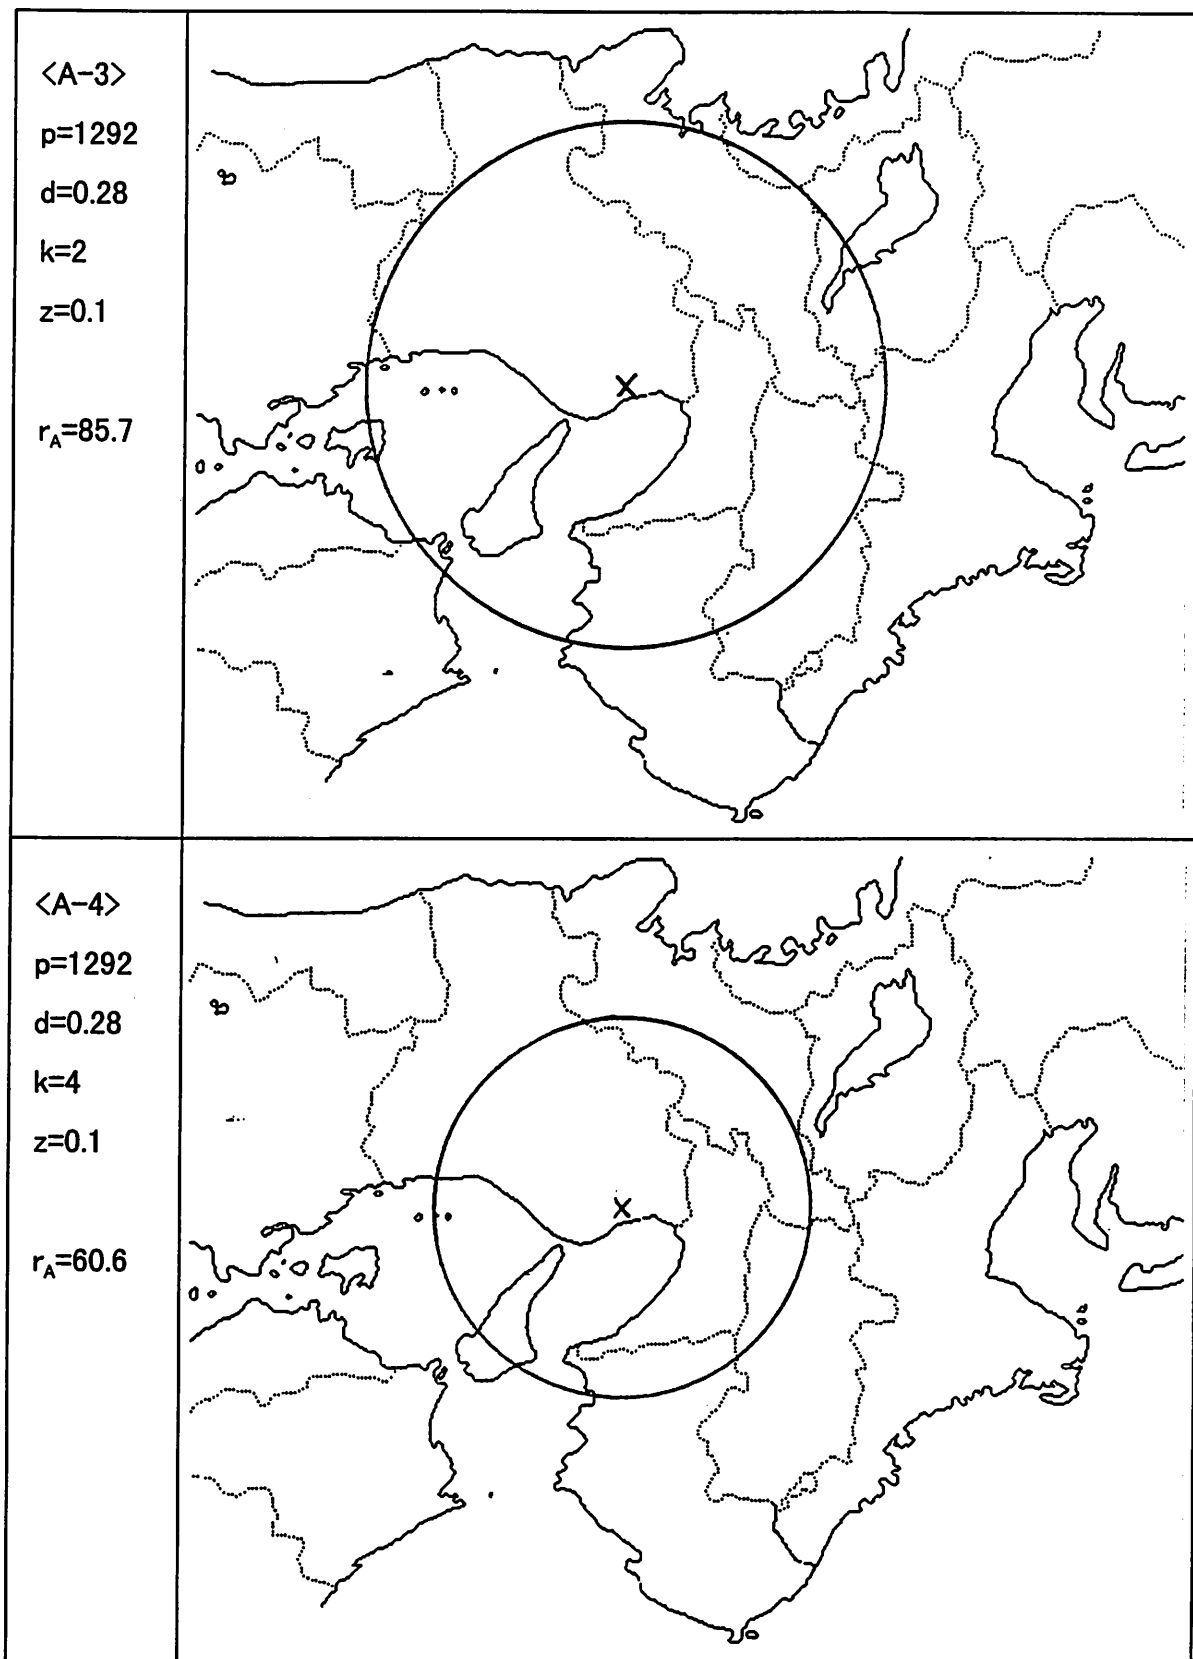 <A-3>
p=1292
d=0.28
k=2
z=0.1
r_A=85.7
<A-4>
p=1292
d=0.28
k=4
z=0.1
r_A=60.6